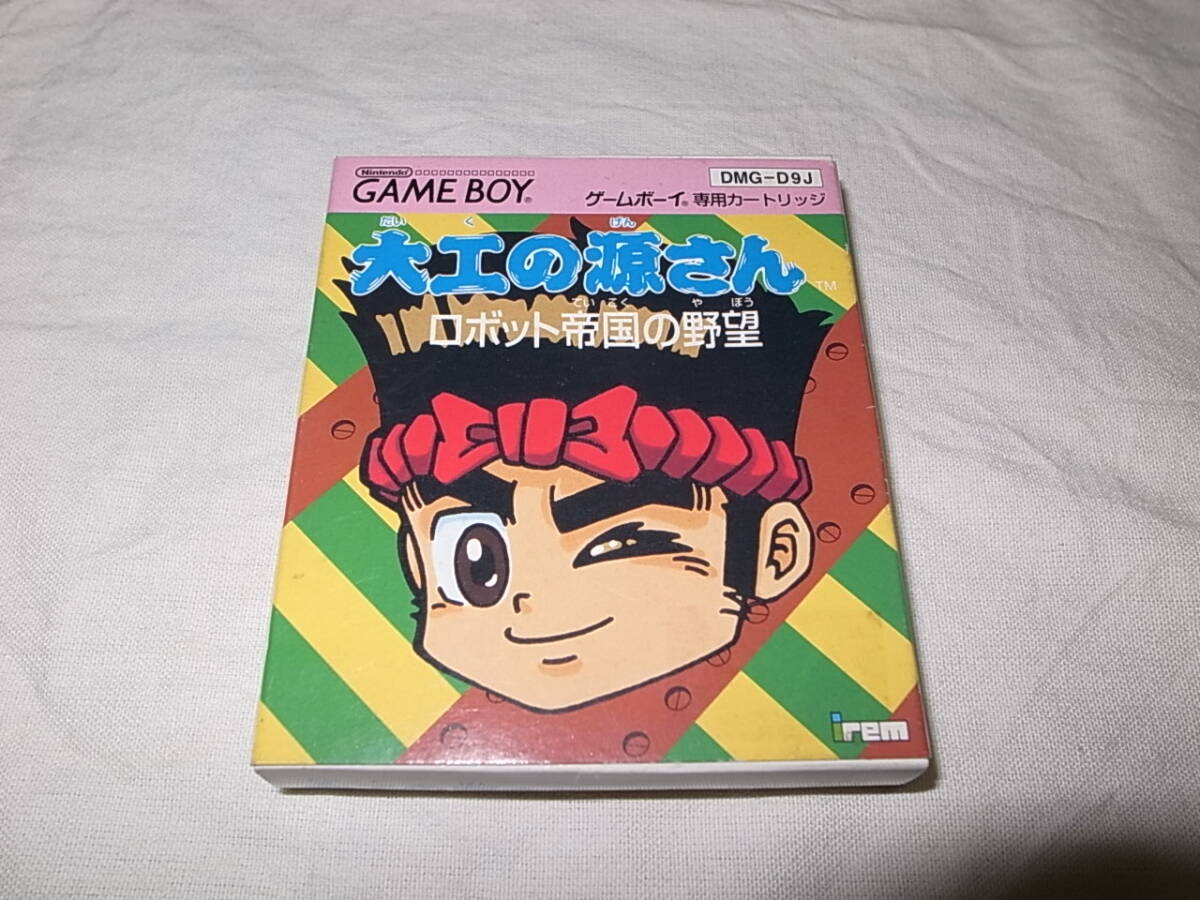 Nintendo
GAME BOY®
DMG-D9J
ゲームボーイ®専用カートリッジ
だいく げん
大工の源さん™
ていこく やぼう
ロボット帝国の野望
irem